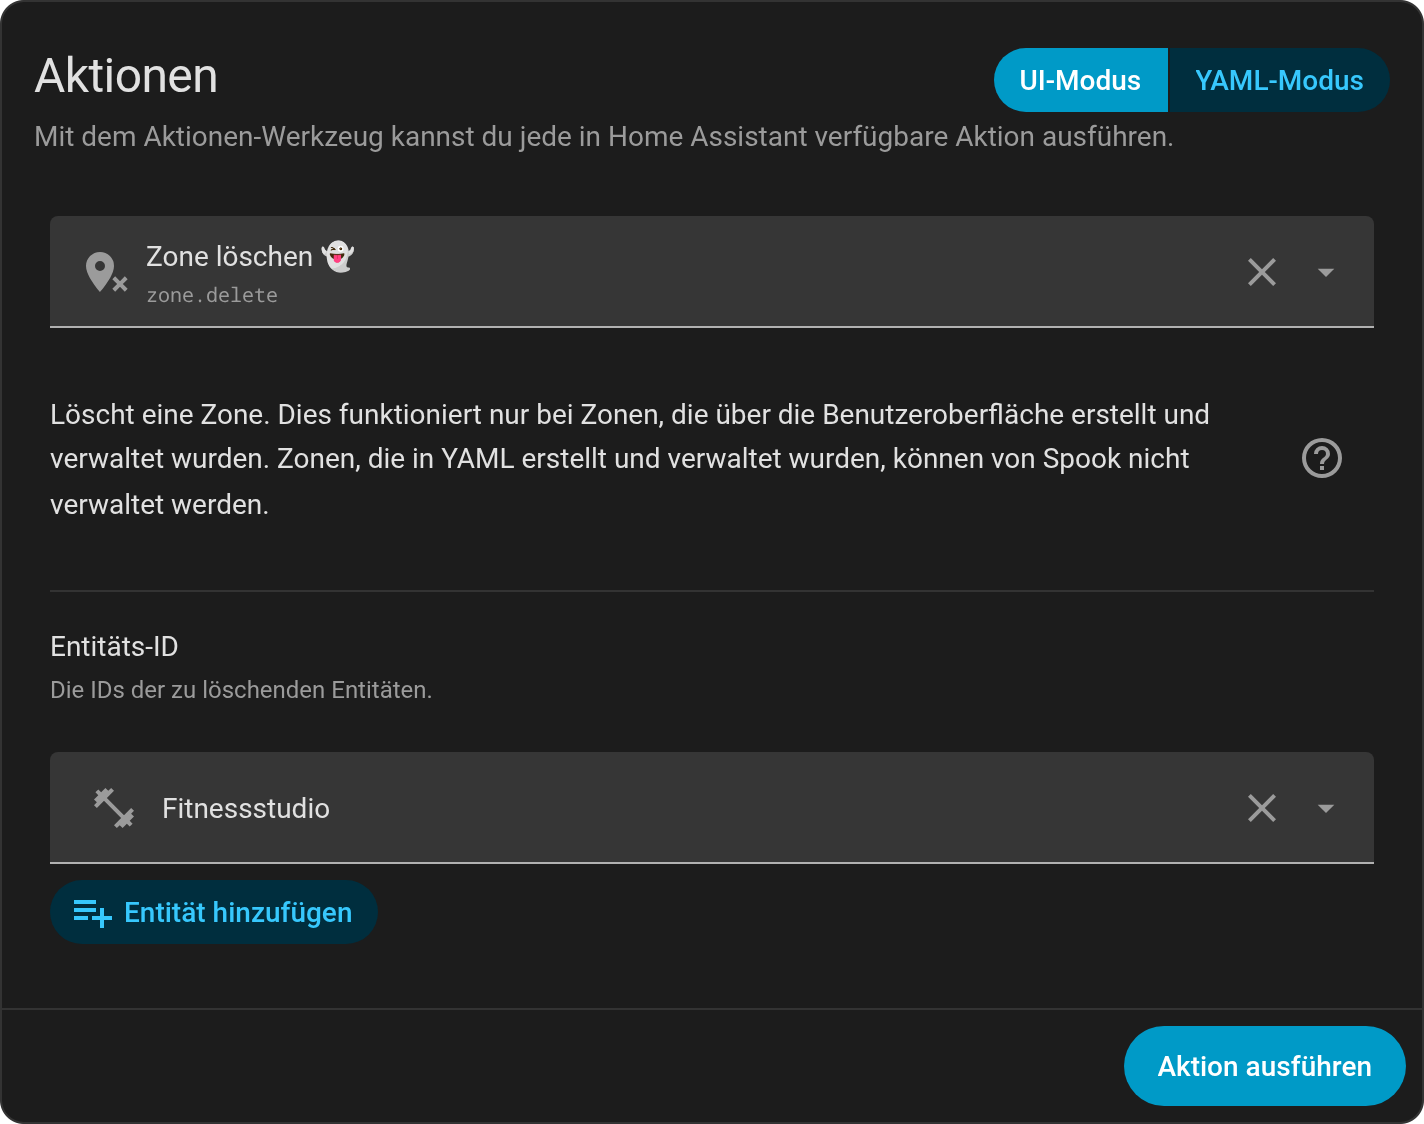 Aktionen
UI-Modus
YAML-Modus
Mit dem Aktionen-Werkzeug kannst du jede in Home Assistant verfügbare Aktion ausführen.
Zone löschen 👻
zone.delete
Löscht eine Zone. Dies funktioniert nur bei Zonen, die über die Benutzeroberfläche erstellt und
verwaltet wurden. Zonen, die in YAML erstellt und verwaltet wurden, können von Spook nicht
verwaltet werden.
Entitäts-ID
Die IDs der zu löschenden Entitäten.
Fitnessstudio
Entität hinzufügen
Aktion ausführen